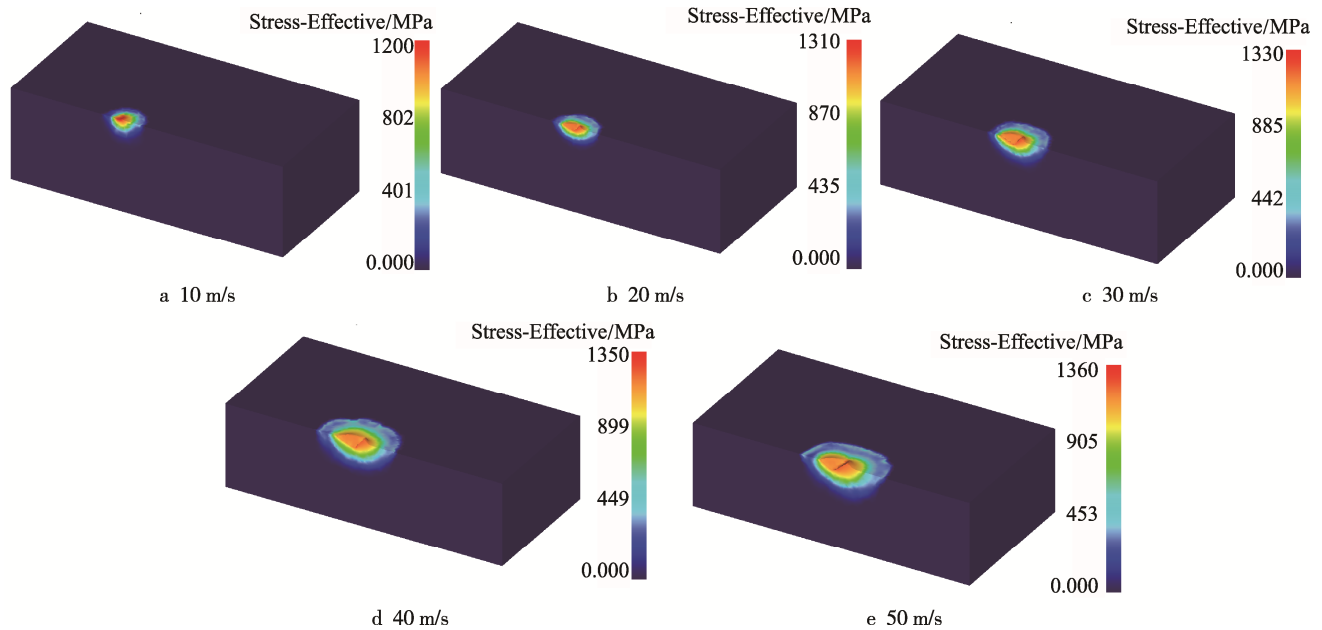 Stress-Effective/MPa
1200
802
401
0.000
a 10 m/s
Stress-Effective/MPa
1310
870
435
0.000
b 20 m/s
Stress-Effective/MPa
1330
885
442
0.000
c 30 m/s
Stress-Effective/MPa
1350
899
449
0.000
d 40 m/s
Stress-Effective/MPa
1360
905
453
0.000
e 50 m/s